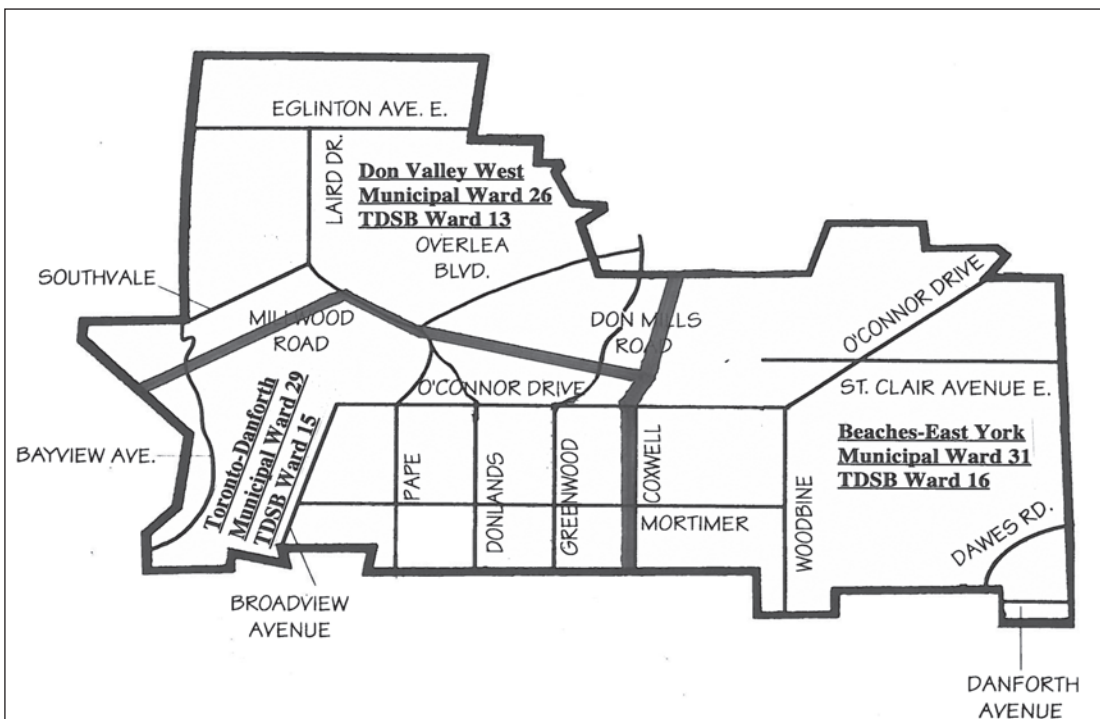 EGLINTON AVE. E.
LAIRD DR.
Don Valley West
Municipal Ward 26
TDSB Ward 13
OVERLEA
BLVD.
SOUTHVALE
MILLWOOD
ROAD
DON MILLS
ROAD
O'CONNOR DRIVE
O'CONNOR DRIVE
ST. CLAIR AVENUE E.
BAYVIEW AVE.
Toronto-Danforth
Municipal Ward 29
TDSB Ward 15
PAPE
DONLANDS
GREENWOOD
COXWELL
MORTIMER
WOODBINE
Beaches-East York
Municipal Ward 31
TDSB Ward 16
DAWES RD.
BROADVIEW
AVENUE
DANFORTH
AVENUE